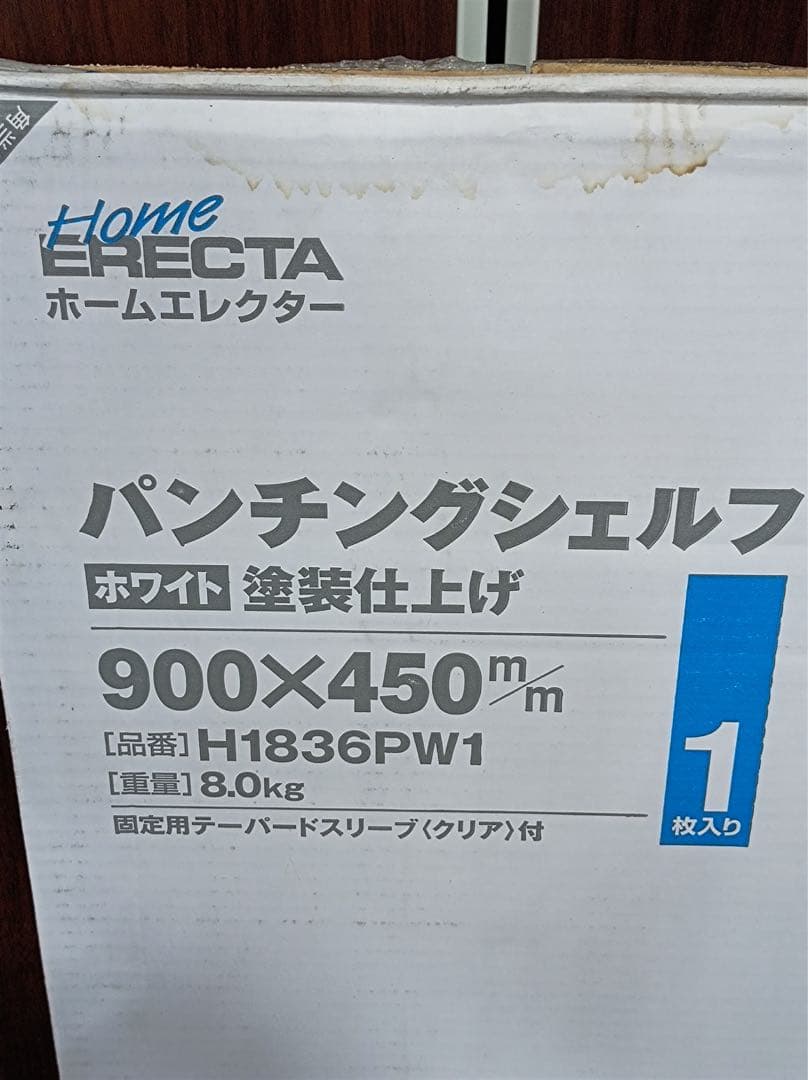 Home
ERECTA
ホームエレクター
パンチングシェルフ
ホワイト 塗装仕上げ
900×450m/m
[品番]H1836PW1
[重量]8.0kg
固定用テーパードスリーブ〈クリア〉付
1
枚入り